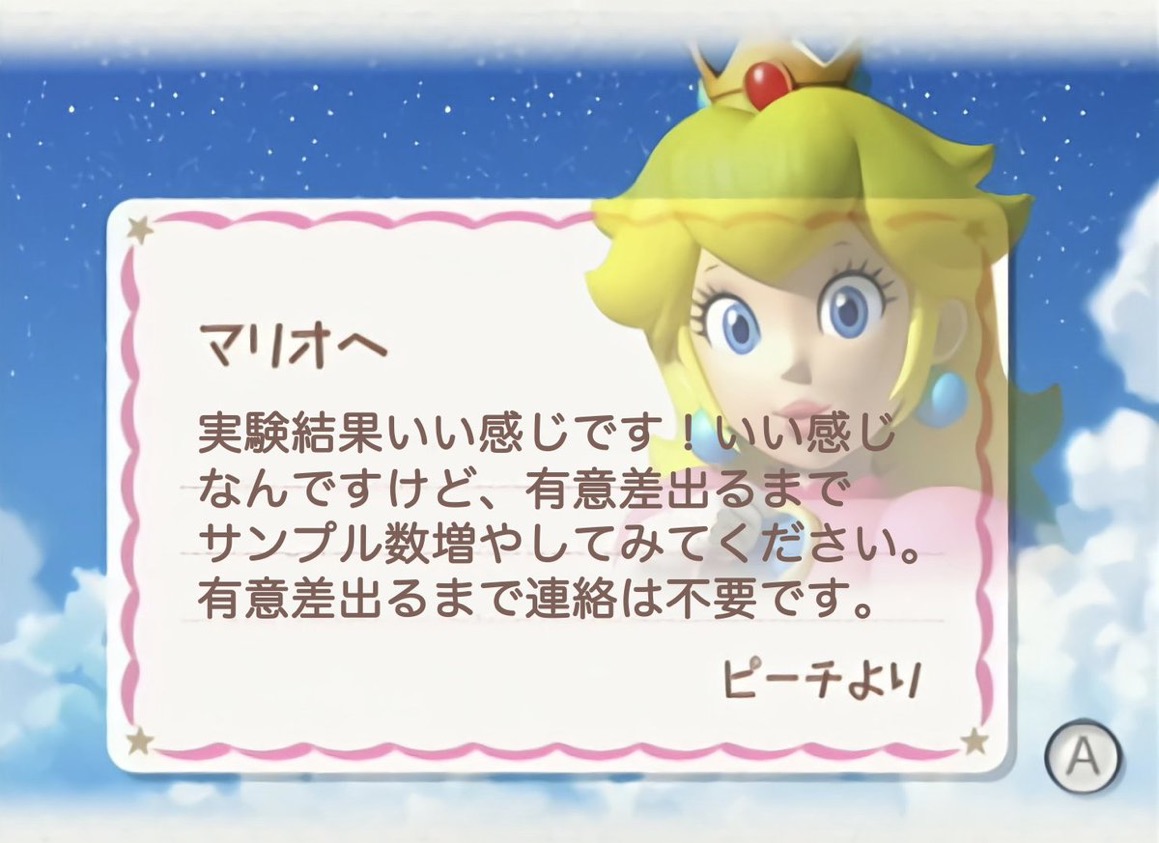 マリオへ
実験結果いい感じです！いい感じ
なんですけど、有意差出るまで
サンプル数増やしてみてください。
有意差出るまで連絡は不要です。
ピーチより
A